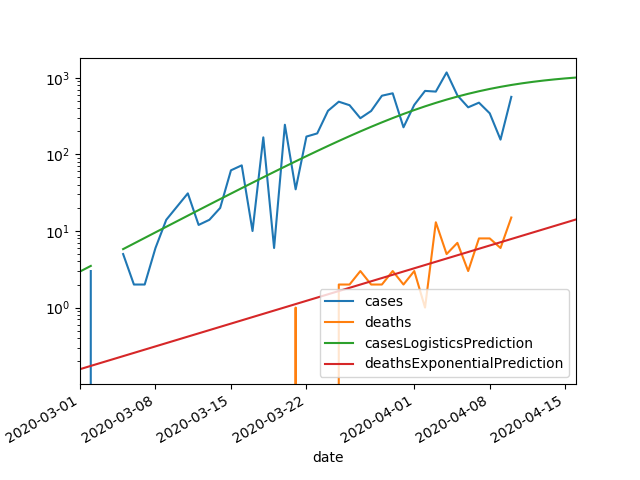 10³
10²
10¹
10⁰
2020-03-01
2020-03-08
2020-03-15
2020-03-22
2020-04-01
2020-04-08
2020-04-15
date
cases
deaths
casesLogisticsPrediction
deathsExponentialPrediction